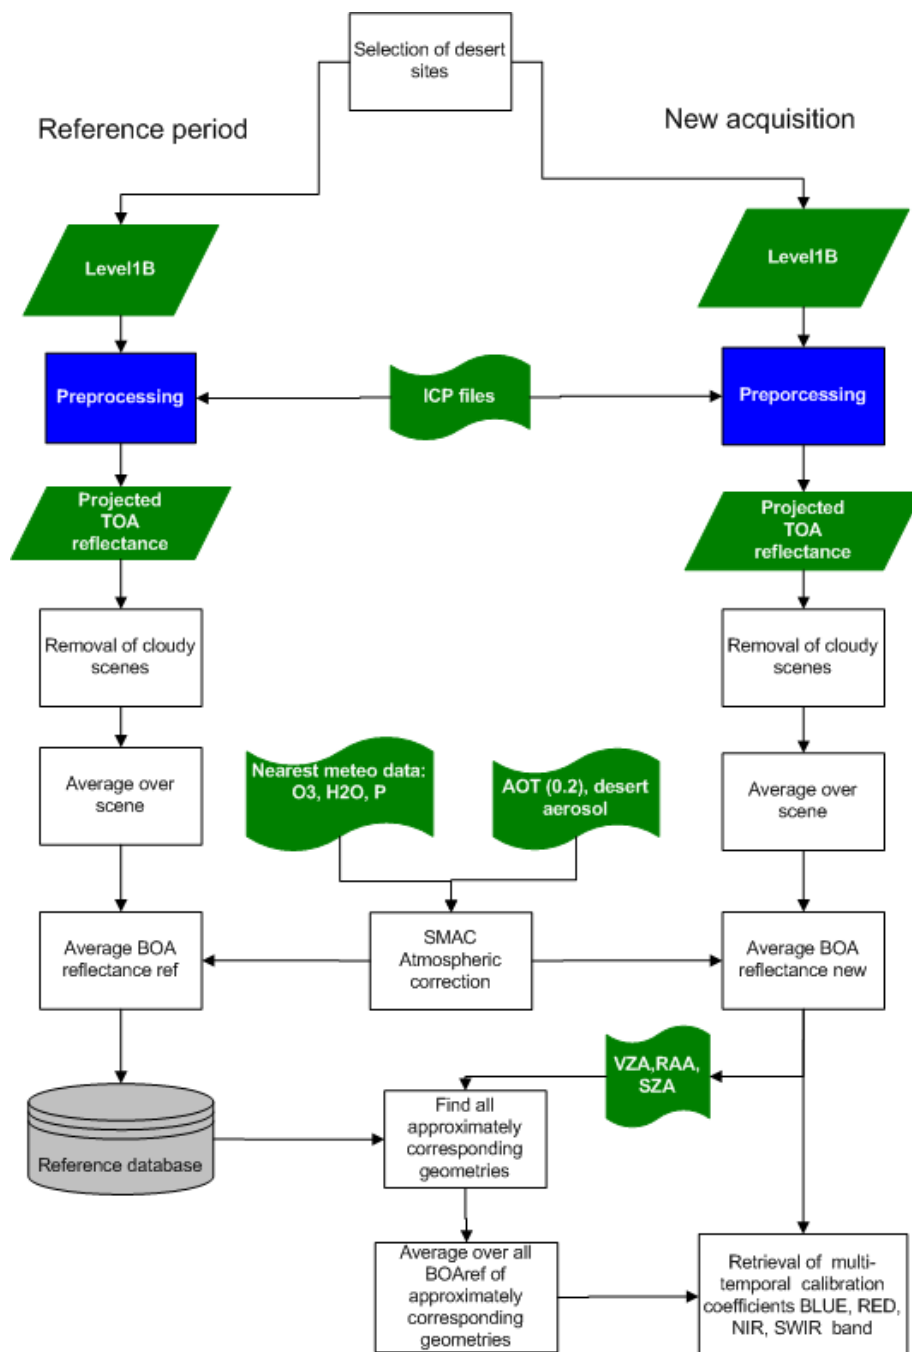 Selection of desert
sites
Reference period
New acquisition
Level1B
Level1B
Preprocessing
ICP files
Preporcessing
Projected
TOA
reflectance
Projected
TOA
reflectance
Removal of cloudy
scenes
Removal of cloudy
scenes
Average over
scene
Nearest meteo data:
O3, H2O, P
AOT (0.2), desert
aerosol
Average over
scene
Average BOA
reflectance ref
SMAC
Atmospheric
correction
Average BOA
reflectance new
VZA,RAA,
SZA
Reference database
Find all
approximately
corresponding
geometries
Average over all
BOAref of
approximately
corresponding
geometries
Retrieval of multi-
temporal calibration
coefficients BLUE, RED,
NIR, SWIR band